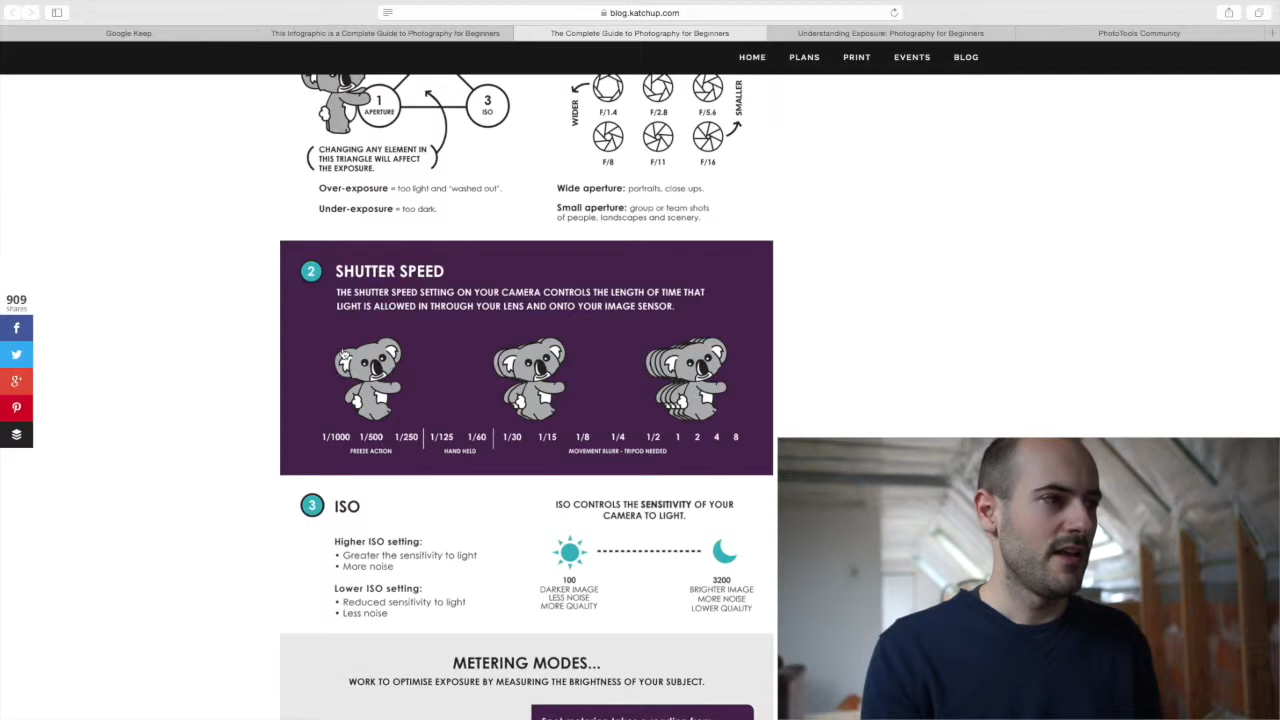 blog.katchup.com
Google Keep
This Infographic is a Complete Guide to Photography for Beginners
The Complete Guide to Photography for Beginners
Understanding Exposure: Photography for Beginners
PhotoTools Community
HOME PLANS PRINT EVENTS BLOG
1
APERTURE
3
ISO
CHANGING ANY ELEMENT IN
THIS TRIANGLE WILL AFFECT
THE EXPOSURE.
Over-exposure = too light and 'washed out'.
Under-exposure = too dark.
WIDER
SMALLER
F/1.4 F/2.8 F/5.6
F/8 F/11 F/16
Wide aperture: portraits, close ups.
Small aperture: group or team shots
of people, landscapes and scenery.
909
shares
2 SHUTTER SPEED
THE SHUTTER SPEED SETTING ON YOUR CAMERA CONTROLS THE LENGTH OF TIME THAT
LIGHT IS ALLOWED IN THROUGH YOUR LENS AND ONTO YOUR IMAGE SENSOR.
1/1000 1/500 1/250 1/125 1/60 1/30 1/15 1/8 1/4 1/2 1 2 4 8
FREEZE ACTION HAND HELD MOVEMENT BLURR - TRIPOD NEEDED
3 ISO
Higher ISO setting:
• Greater the sensitivity to light
• More noise
Lower ISO setting:
• Reduced sensitivity to light
• Less noise
ISO CONTROLS THE SENSITIVITY OF YOUR
CAMERA TO LIGHT.
100
DARKER IMAGE
LESS NOISE
MORE QUALITY
3200
BRIGHTER IMAGE
MORE NOISE
LOWER QUALITY
METERING MODES...
WORK TO OPTIMISE EXPOSURE BY MEASURING THE BRIGHTNESS OF YOUR SUBJECT.
Spot metering takes a reading from